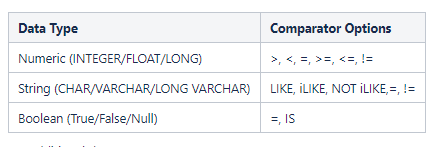 Data Type Comparator Options
Numeric (INTEGER/FLOAT/LONG) >, <, =, >=, <=, !=
String (CHAR/VARCHAR/LONG VARCHAR) LIKE, iLIKE, NOT iLIKE,=, !=
Boolean (True/False/Null) =, IS